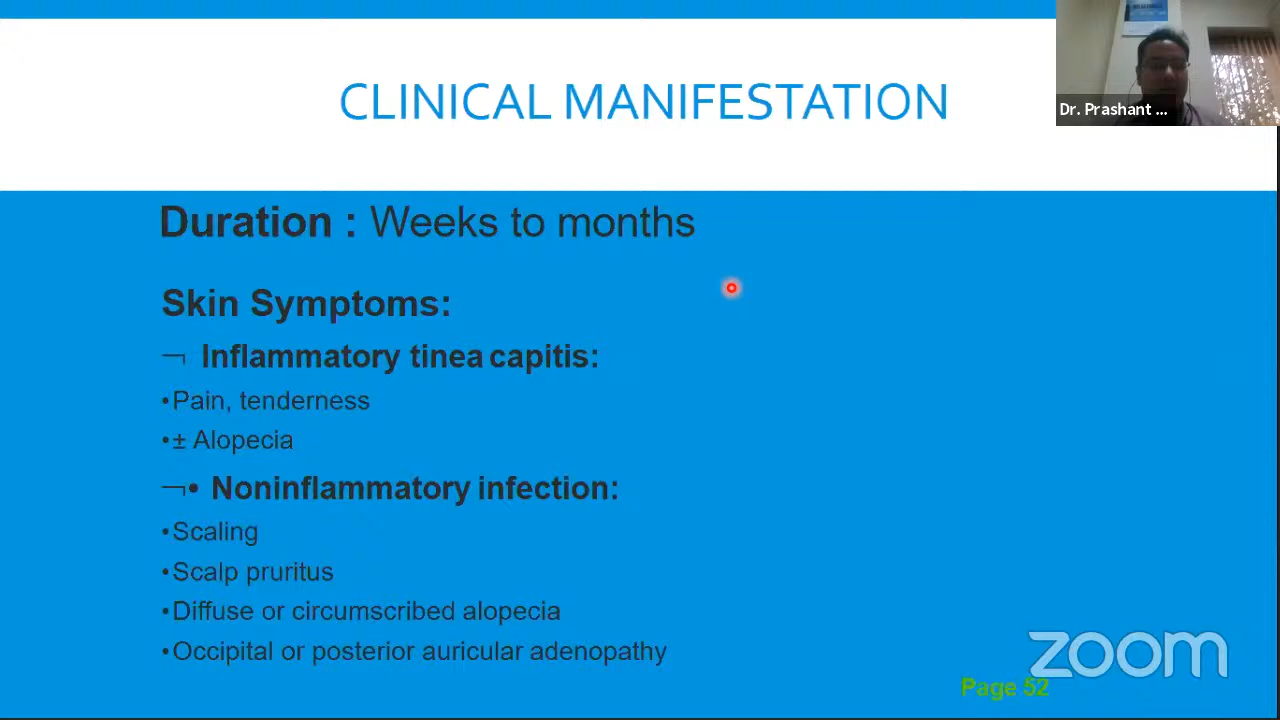 CLINICAL MANIFESTATION
Dr. Prashant ...
Duration : Weeks to months
Skin Symptoms:
¬ Inflammatory tinea capitis:
•Pain, tenderness
•± Alopecia
¬• Noninflammatory infection:
•Scaling
•Scalp pruritus
•Diffuse or circumscribed alopecia
•Occipital or posterior auricular adenopathy
zoom
Page 52